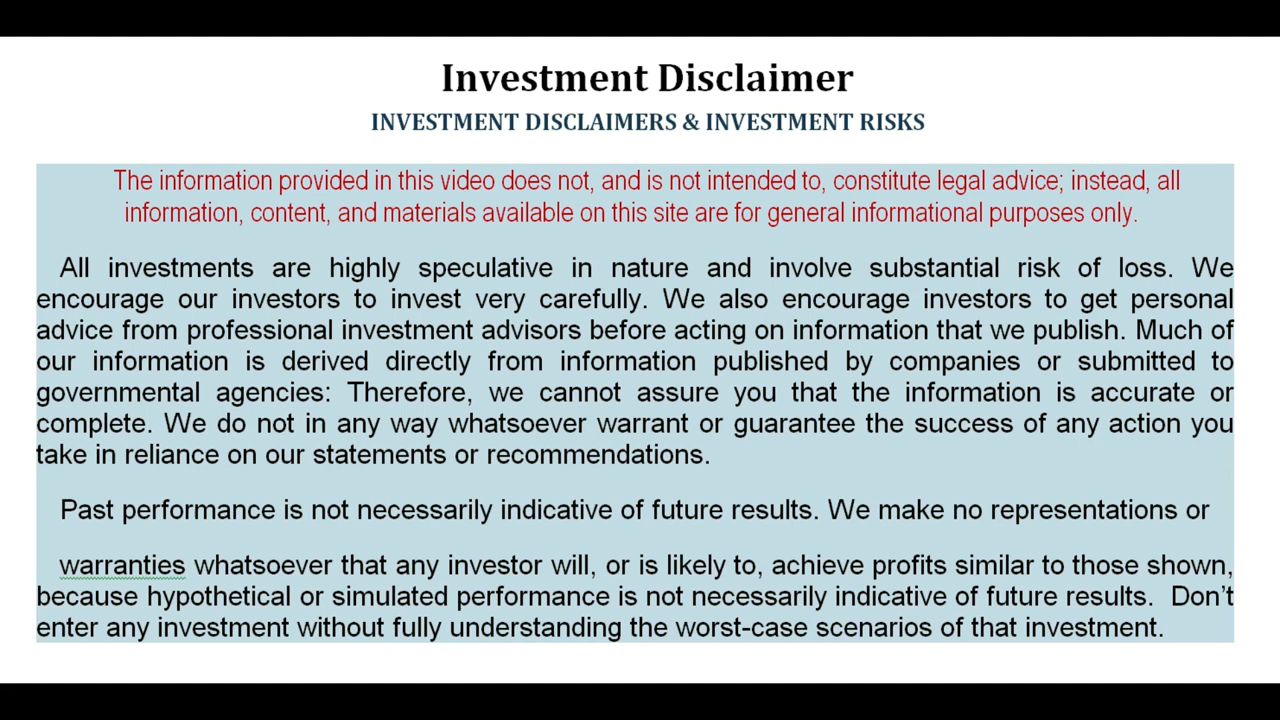 Investment Disclaimer
INVESTMENT DISCLAIMERS & INVESTMENT RISKS
The information provided in this video does not, and is not intended to, constitute legal advice; instead, all
information, content, and materials available on this site are for general informational purposes only.
All investments are highly speculative in nature and involve substantial risk of loss. We
encourage our investors to invest very carefully. We also encourage investors to get personal
advice from professional investment advisors before acting on information that we publish. Much of
our information is derived directly from information published by companies or submitted to
governmental agencies: Therefore, we cannot assure you that the information is accurate or
complete. We do not in any way whatsoever warrant or guarantee the success of any action you
take in reliance on our statements or recommendations.
Past performance is not necessarily indicative of future results. We make no representations or
warranties whatsoever that any investor will, or is likely to, achieve profits similar to those shown,
because hypothetical or simulated performance is not necessarily indicative of future results. Don’t
enter any investment without fully understanding the worst-case scenarios of that investment.